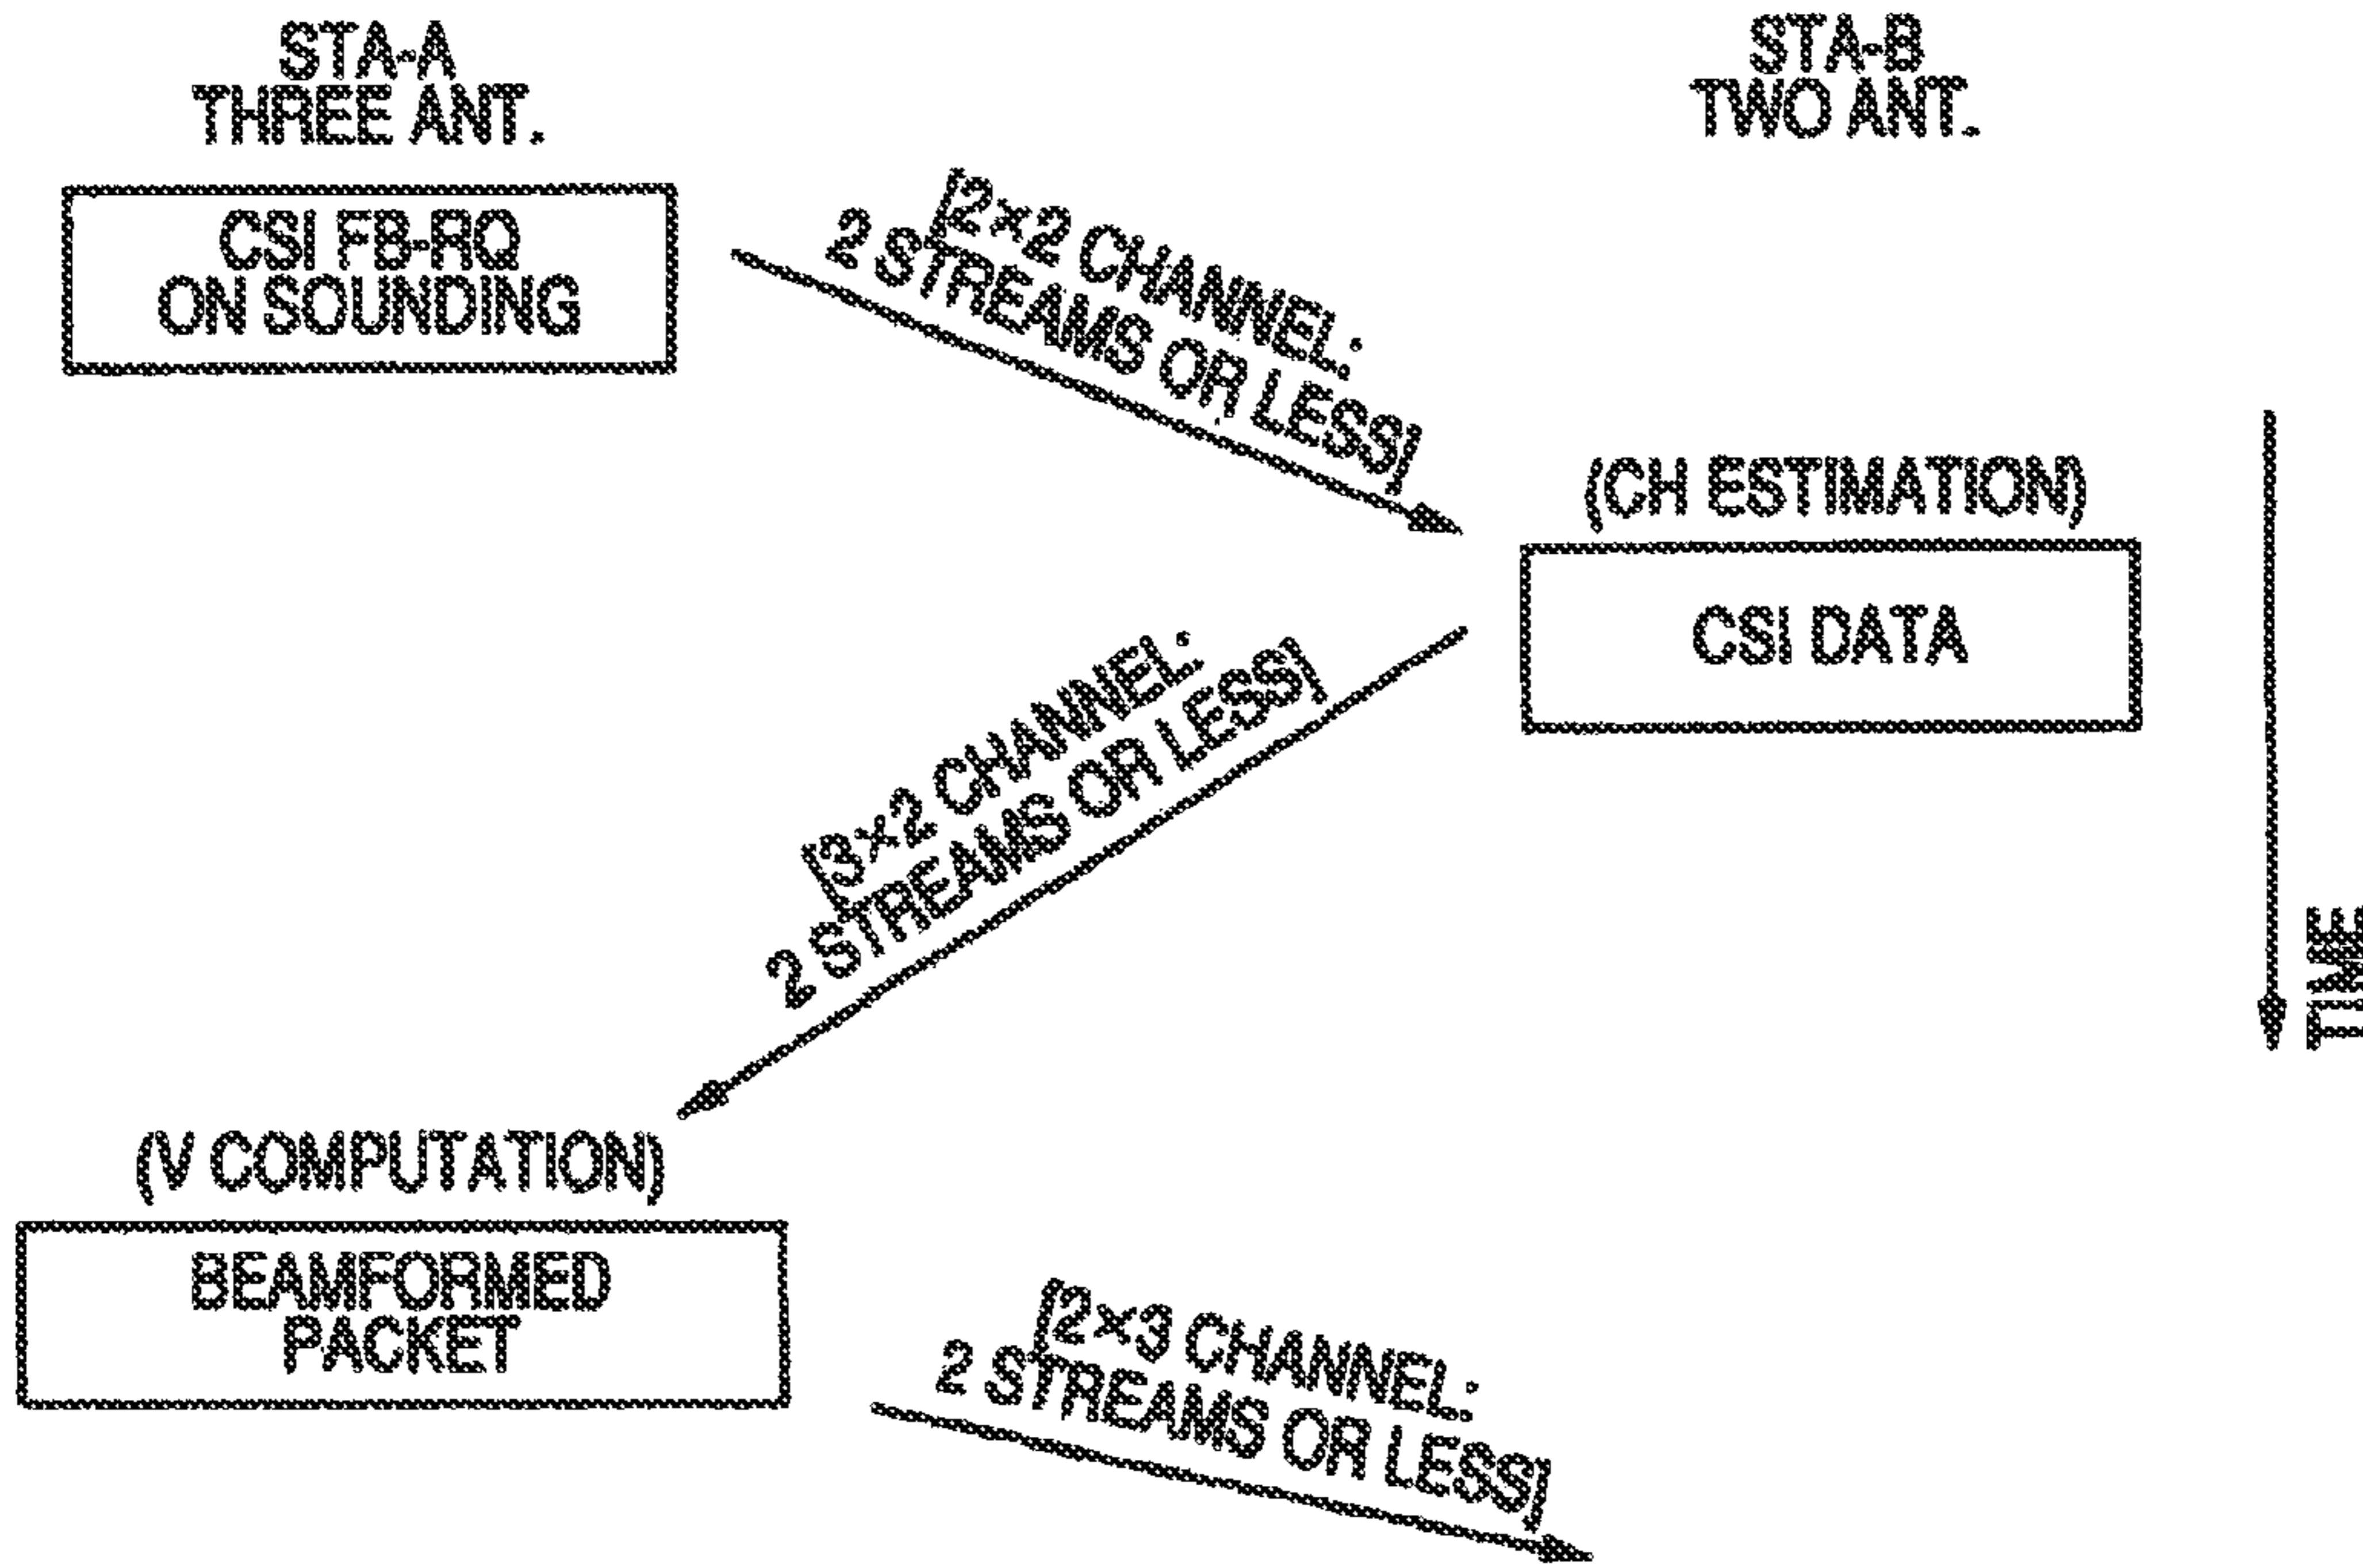 STA-A
THREE ANT.
STA-B
TWO ANT.
CSI FB-RQ
ON SOUNDING
[2×2 CHANNEL:
2 STREAMS OR LESS]
(CH ESTIMATION)
CSI DATA
[3×2 CHANNEL:
2 STREAMS OR LESS]
TIME
(V COMPUTATION)
BEAMFORMED
PACKET
[2×3 CHANNEL:
2 STREAMS OR LESS]